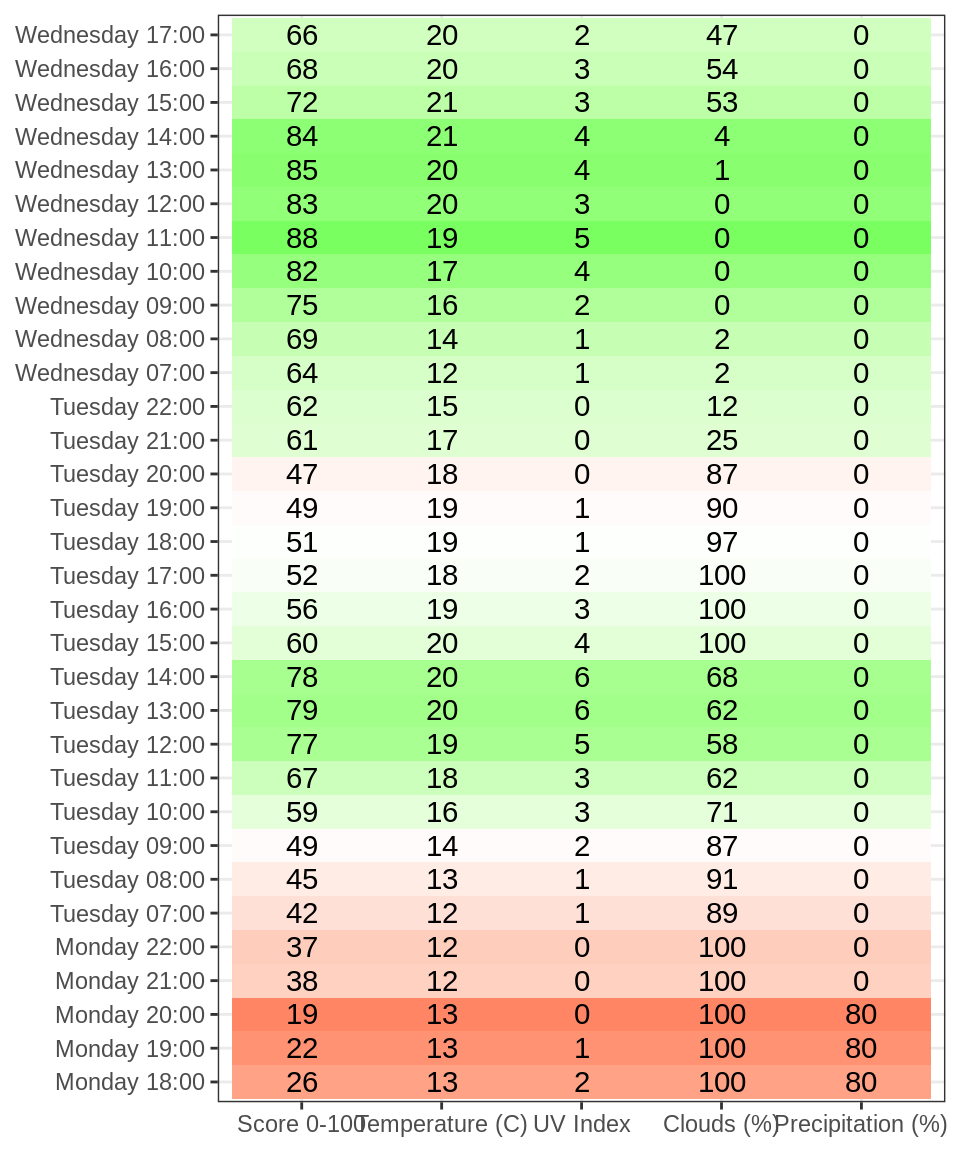 Wednesday 17:00 66 20 2 47 0
Wednesday 16:00 68 20 3 54 0
Wednesday 15:00 72 21 3 53 0
Wednesday 14:00 84 21 4 4 0
Wednesday 13:00 85 20 4 1 0
Wednesday 12:00 83 20 3 0 0
Wednesday 11:00 88 19 5 0 0
Wednesday 10:00 82 17 4 0 0
Wednesday 09:00 75 16 2 0 0
Wednesday 08:00 69 14 1 2 0
Wednesday 07:00 64 12 1 2 0
Tuesday 22:00 62 15 0 12 0
Tuesday 21:00 61 17 0 25 0
Tuesday 20:00 47 18 0 87 0
Tuesday 19:00 49 19 1 90 0
Tuesday 18:00 51 19 1 97 0
Tuesday 17:00 52 18 2 100 0
Tuesday 16:00 56 19 3 100 0
Tuesday 15:00 60 20 4 100 0
Tuesday 14:00 78 20 6 68 0
Tuesday 13:00 79 20 6 62 0
Tuesday 12:00 77 19 5 58 0
Tuesday 11:00 67 18 3 62 0
Tuesday 10:00 59 16 3 71 0
Tuesday 09:00 49 14 2 87 0
Tuesday 08:00 45 13 1 91 0
Tuesday 07:00 42 12 1 89 0
Monday 22:00 37 12 0 100 0
Monday 21:00 38 12 0 100 0
Monday 20:00 19 13 0 100 80
Monday 19:00 22 13 1 100 80
Monday 18:00 26 13 2 100 80
Score 0-100 Temperature (C) UV Index Clouds (%) Precipitation (%)